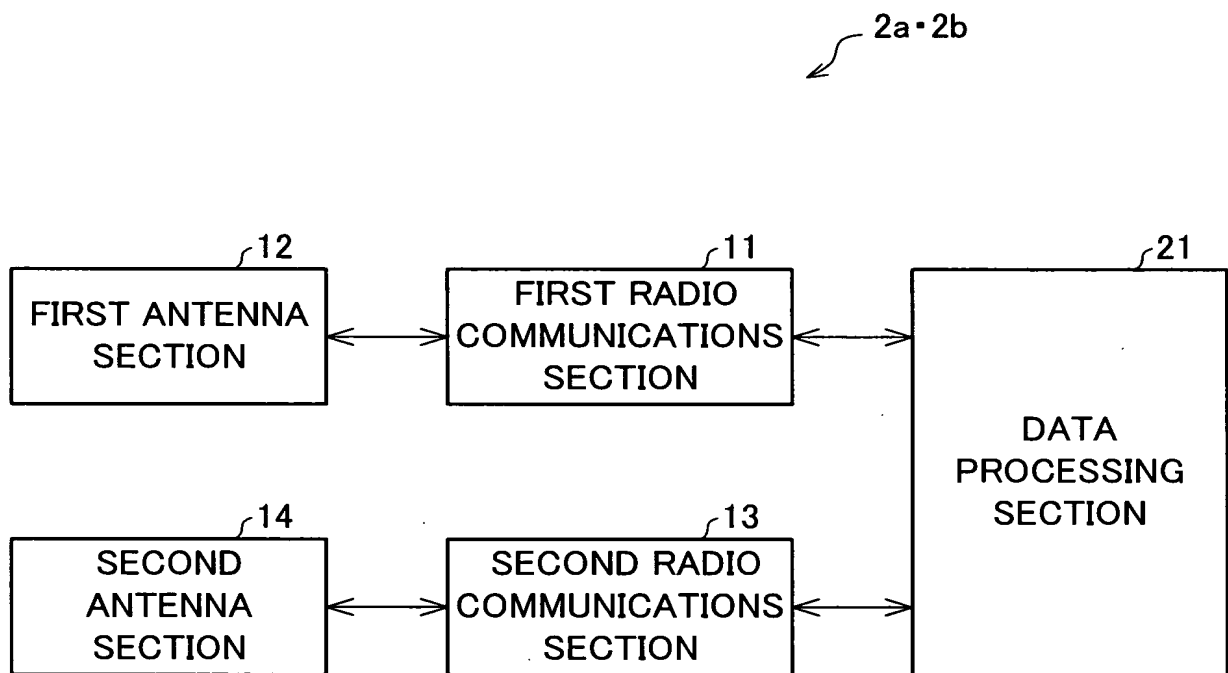 2a・2b
12
FIRST ANTENNA
SECTION
11
FIRST RADIO
COMMUNICATIONS
SECTION
21
DATA
PROCESSING
SECTION
14
SECOND
ANTENNA
SECTION
13
SECOND RADIO
COMMUNICATIONS
SECTION